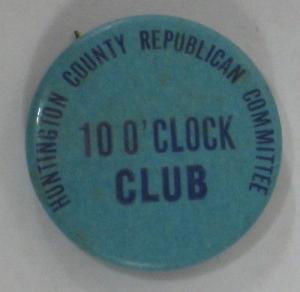 HUNTINGTON COUNTY REPUBLICAN COMMITTEE
10 O'CLOCK
CLUB